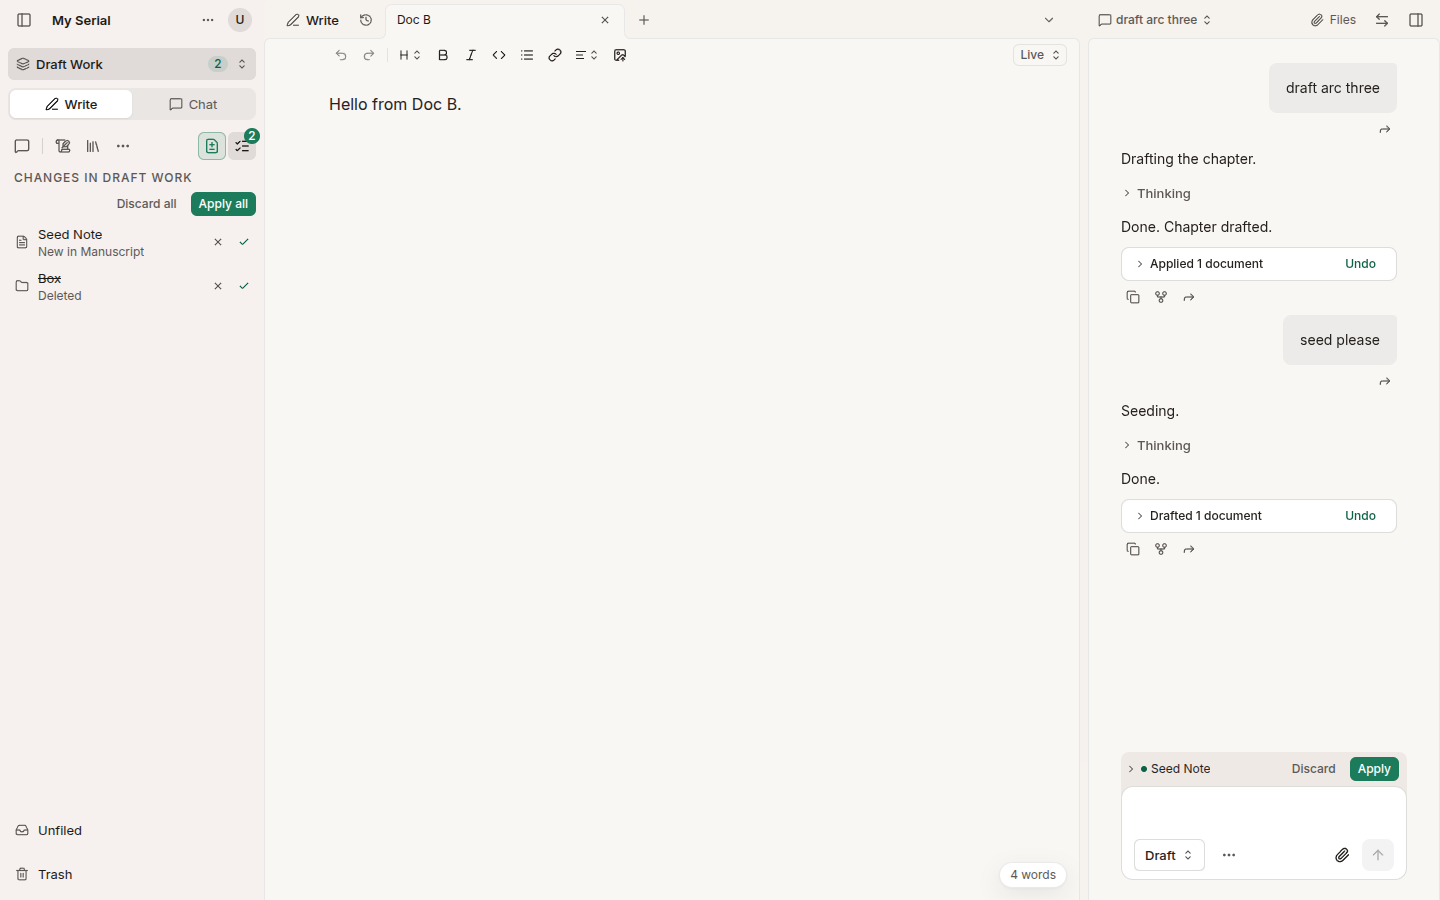 My Serial
U
Draft Work
2
Write
Chat
2
CHANGES IN DRAFT WORK
Discard all
Apply all
Seed Note
New in Manuscript
Box
Deleted
Unfiled
Trash
Write
Doc B
H
B
I
Live
Hello from Doc B.
4 words
draft arc three
Files
draft arc three
Drafting the chapter.
Thinking
Done. Chapter drafted.
Applied 1 document
Undo
seed please
Seeding.
Thinking
Done.
Drafted 1 document
Undo
Seed Note
Discard
Apply
Draft